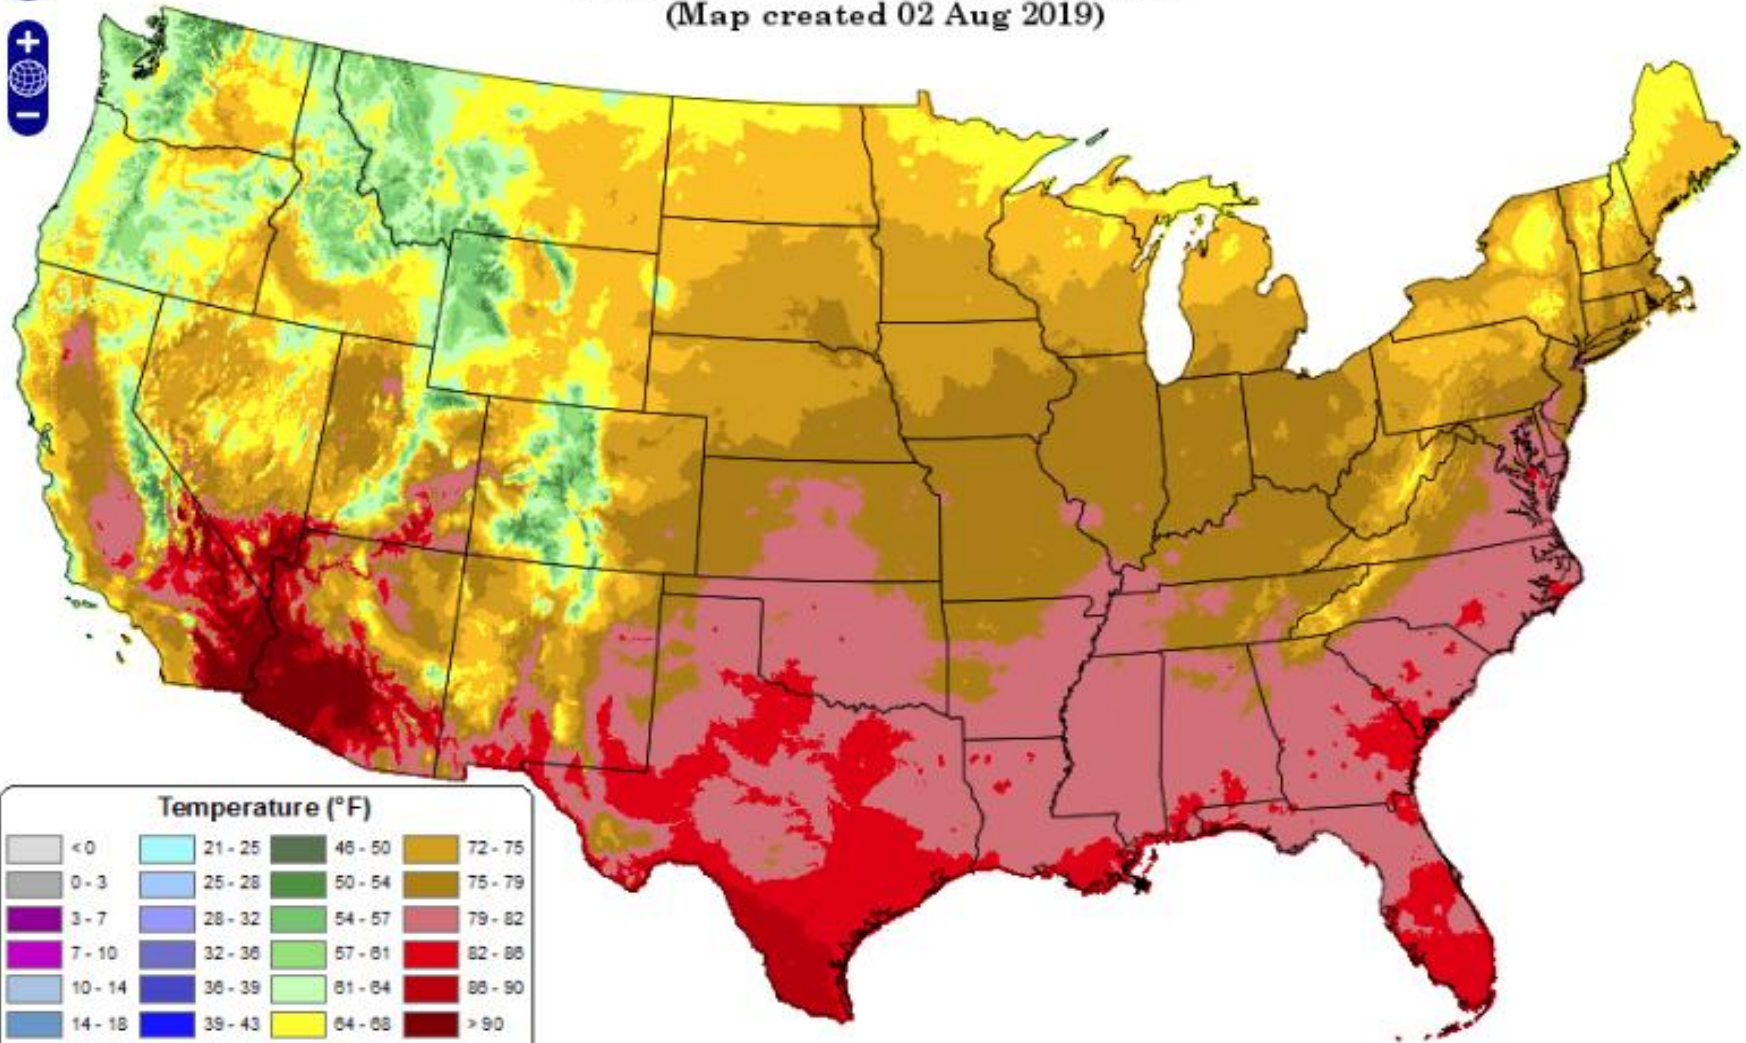 (Map created 02 Aug 2019)
+
−
Temperature (°F)
< 0 21 - 25 46 - 50 72 - 75
0 - 3 25 - 28 50 - 54 75 - 79
3 - 7 28 - 32 54 - 57 79 - 82
7 - 10 32 - 36 57 - 61 82 - 86
10 - 14 36 - 39 61 - 64 86 - 90
14 - 18 39 - 43 64 - 68 > 90